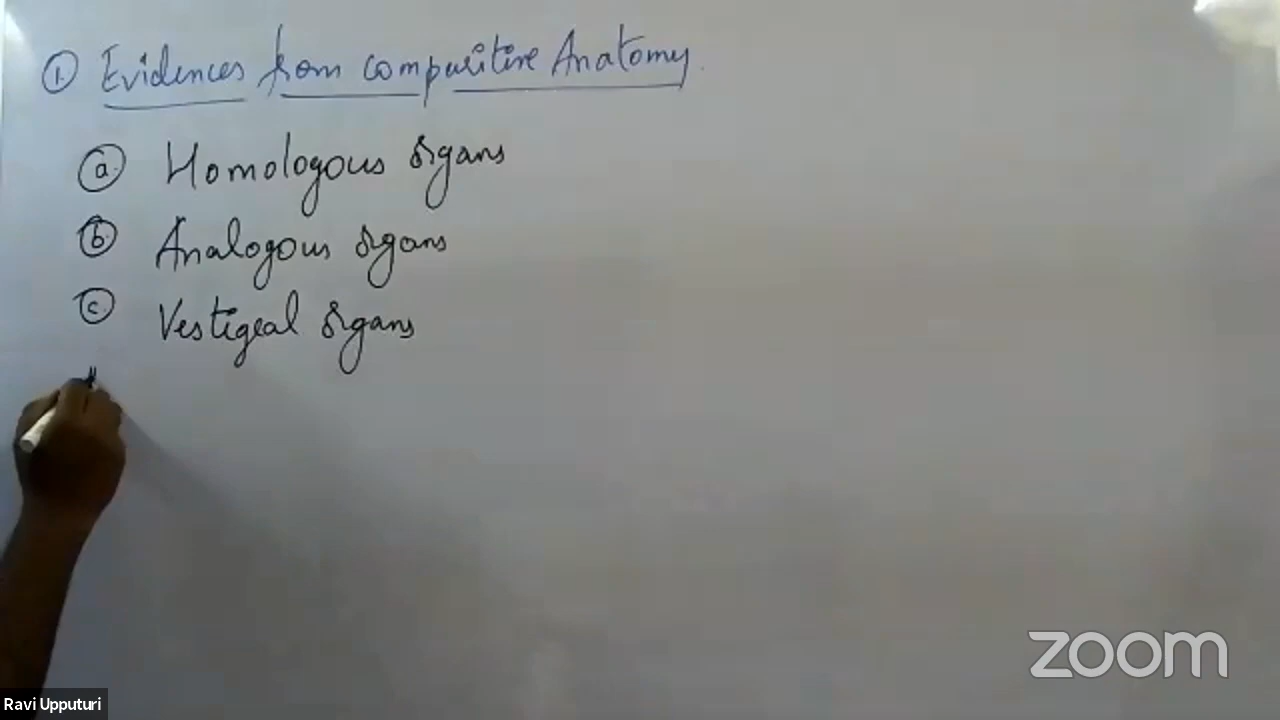 ① Evidences from comparitive Anatomy.
ⓐ Homologous organs
ⓑ Analogous organs
ⓒ Vestigeal organs
zoom
Ravi Upputuri